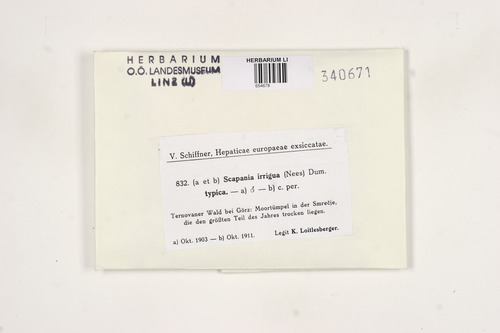 HERBARIUM
O.Ö. LANDESMUSEUM
LINZ (LI)
HERBARIUM LI
694678
340671
V. Schiffner, Hepaticae europaeae exsiccatae.
832. (a et b) Scapania irrigua (Nees) Dum.
typica. — a) ♂ — b) c. per.
Ternovaner Wald bei Görz: Moortümpel in der Smrečje,
die den größten Teil des Jahres trocken liegen.
a) Okt. 1903 — b) Okt. 1911. Legit K. Loitlesberger.